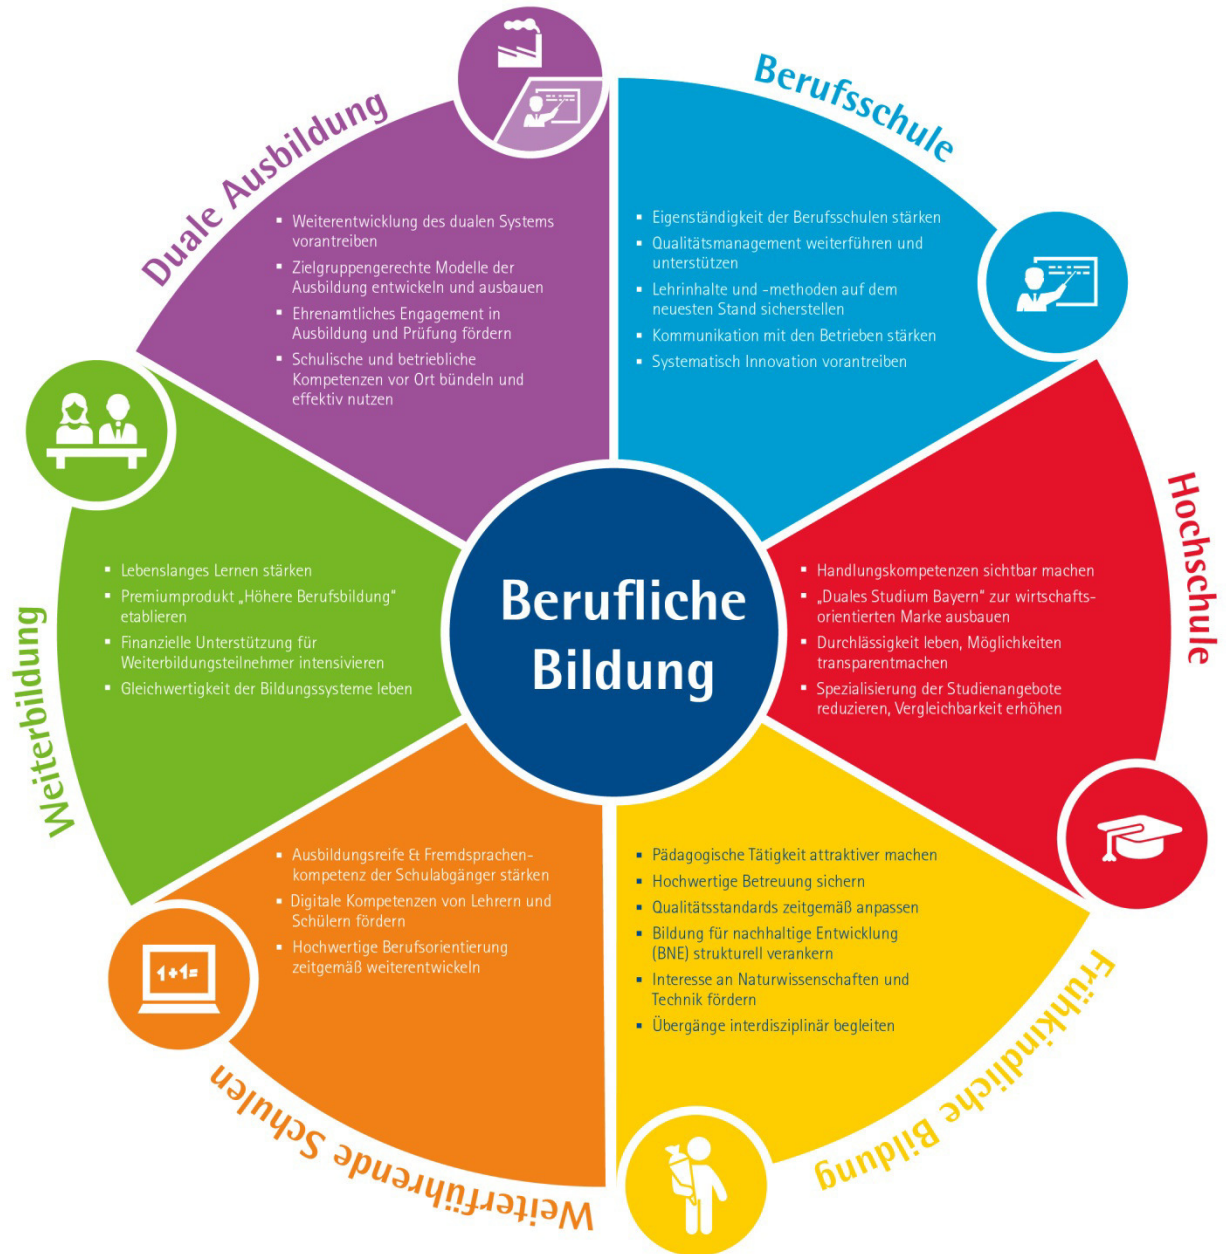 Duale Ausbildung
▪ Weiterentwicklung des dualen Systems
vorantreiben
▪ Zielgruppengerechte Modelle der
Ausbildung entwickeln und ausbauen
▪ Ehrenamtliches Engagement in
Ausbildung und Prüfung fördern
▪ Schulische und betriebliche
Kompetenzen vor Ort bündeln und
effektiv nutzen
Berufsschule
▪ Eigenständigkeit der Berufsschulen stärken
▪ Qualitätsmanagement weiterführen und
unterstützen
▪ Lehrinhalte und -methoden auf dem
neuesten Stand sicherstellen
▪ Kommunikation mit den Betrieben stärken
▪ Systematisch Innovation vorantreiben
Hochschule
▪ Handlungskompetenzen sichtbar machen
▪ „Duales Studium Bayern“ zur wirtschafts-
orientierten Marke ausbauen
▪ Durchlässigkeit leben, Möglichkeiten
transparentmachen
▪ Spezialisierung der Studienangebote
reduzieren, Vergleichbarkeit erhöhen
Frühkindliche Bildung
▪ Pädagogische Tätigkeit attraktiver machen
▪ Hochwertige Betreuung sichern
▪ Qualitätsstandards zeitgemäß anpassen
▪ Bildung für nachhaltige Entwicklung
(BNE) strukturell verankern
▪ Interesse an Naturwissenschaften und
Technik fördern
▪ Übergänge interdisziplinär begleiten
Weiterführende Schulen
▪ Ausbildungsreife & Fremdsprachen-
kompetenz der Schulabgänger stärken
▪ Digitale Kompetenzen von Lehrern und
Schülern fördern
▪ Hochwertige Berufsorientierung
zeitgemäß weiterentwickeln
1+1=
Weiterbildung
▪ Lebenslanges Lernen stärken
▪ Premiumprodukt „Höhere Berufsbildung“
etablieren
▪ Finanzielle Unterstützung für
Weiterbildungsteilnehmer intensivieren
▪ Gleichwertigkeit der Bildungssysteme leben
Berufliche
Bildung